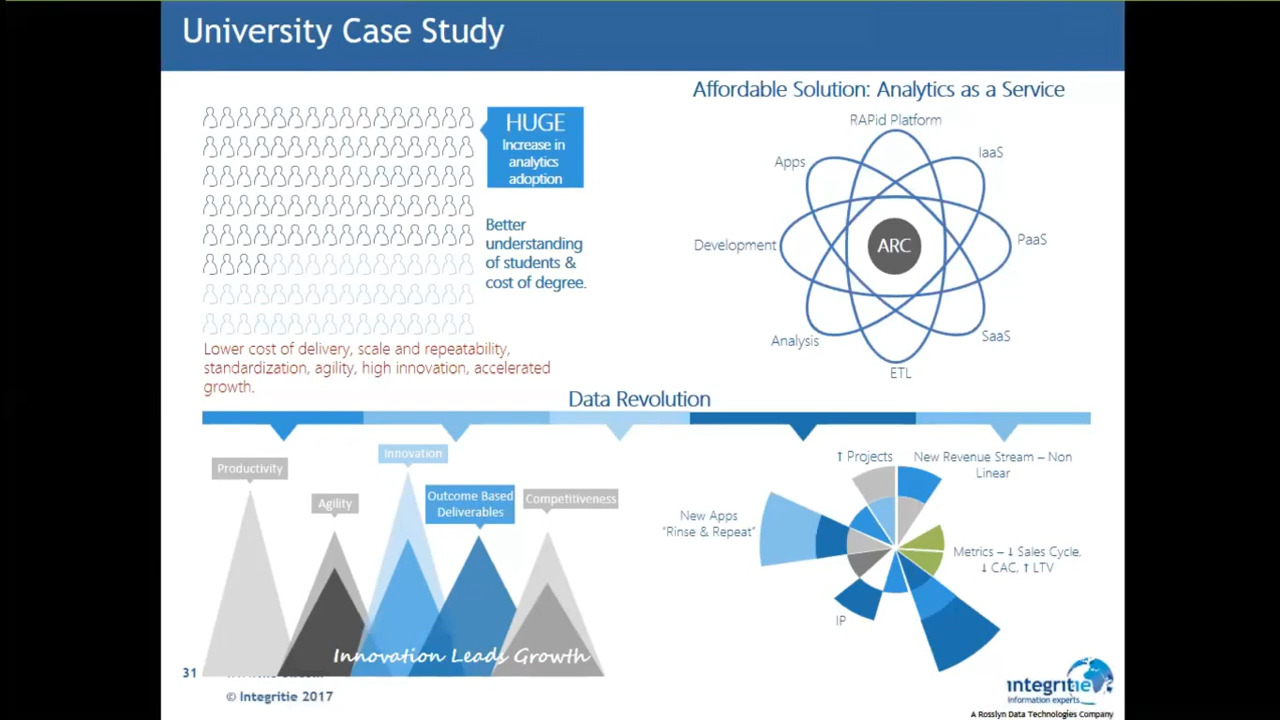 University Case Study
HUGE
Increase in
analytics
adoption
Better
understanding
of students &
cost of degree.
Lower cost of delivery, scale and repeatability,
standardization, agility, high innovation, accelerated
growth.
Affordable Solution: Analytics as a Service
RAPid Platform
Apps
IaaS
Development
ARC
PaaS
Analysis
SaaS
ETL
Data Revolution
Productivity
Agility
Innovation
Outcome Based
Deliverables
Competitiveness
Innovation Leads Growth
↑ Projects
New Revenue Stream – Non
Linear
New Apps
“Rinse & Repeat”
Metrics – ↓ Sales Cycle,
↓ CAC, ↑ LTV
IP
31
© Integritie 2017
integritie
information experts
A Rosslyn Data Technologies Company